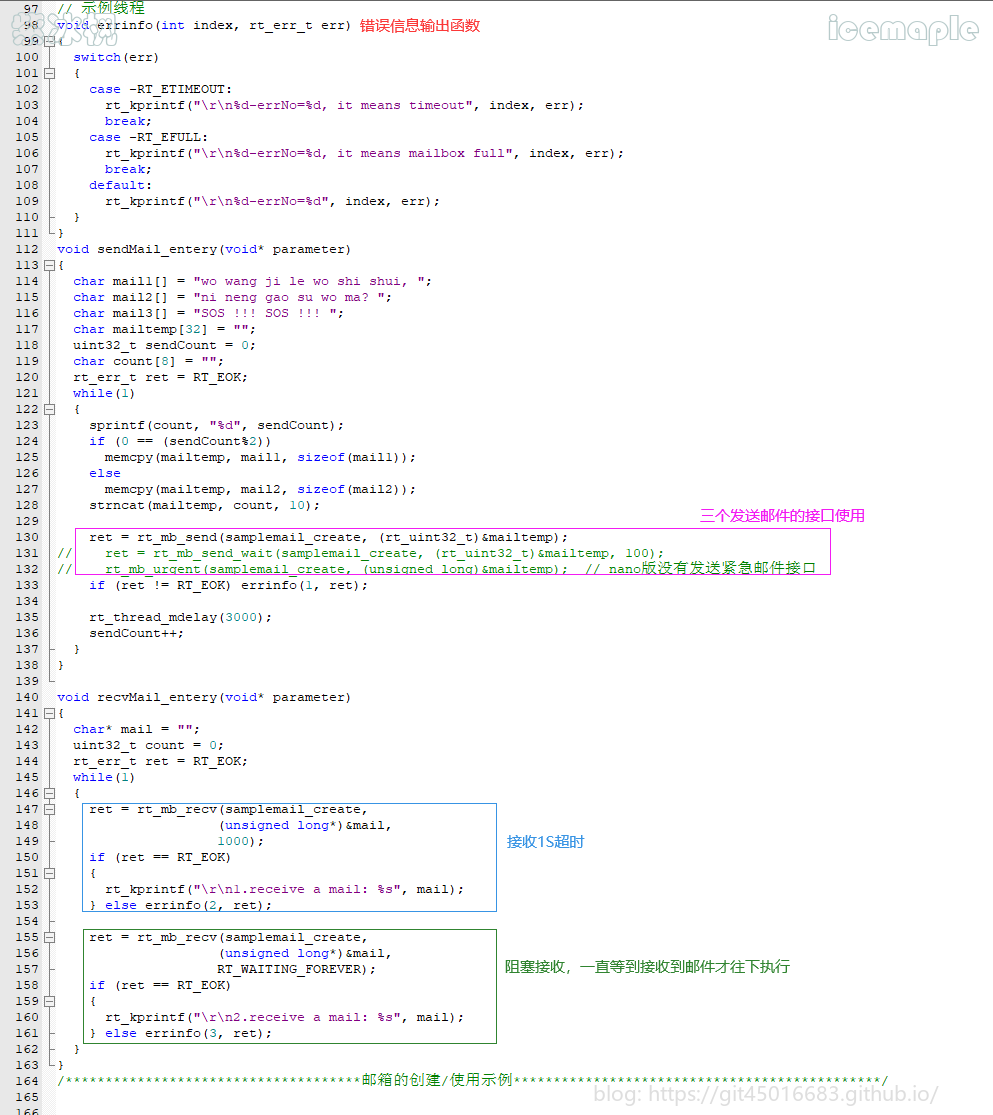 97 // 示例线程
98 void errinfo(int index, rt_err_t err) 错误信息输出函数
icemaple
99 {
100 switch(err)
101 {
102 case -RT_ETIMEOUT:
103 rt_kprintf("\r\n%d-errNo=%d, it means timeout", index, err);
104 break;
105 case -RT_EFULL:
106 rt_kprintf("\r\n%d-errNo=%d, it means mailbox full", index, err);
107 break;
108 default:
109 rt_kprintf("\r\n%d-errNo=%d", index, err);
110 }
111 }
112 void sendMail_entery(void* parameter)
113 {
114 char mail1[] = "wo wang ji le wo shi shui, ";
115 char mail2[] = "ni neng gao su wo ma? ";
116 char mail3[] = "SOS !!! SOS !!! ";
117 char mailtemp[32] = "";
118 uint32_t sendCount = 0;
119 char count[8] = "";
120 rt_err_t ret = RT_EOK;
121 while(1)
122 {
123 sprintf(count, "%d", sendCount);
124 if (0 == (sendCount%2))
125 memcpy(mailtemp, mail1, sizeof(mail1));
126 else
127 memcpy(mailtemp, mail2, sizeof(mail2));
128 strncat(mailtemp, count, 10);
129 三个发送邮件的接口使用
130 ret = rt_mb_send(samplemail_create, (rt_uint32_t)&mailtemp);
131 // ret = rt_mb_send_wait(samplemail_create, (rt_uint32_t)&mailtemp, 100);
132 // rt_mb_urgent(samplemail_create, (unsigned long)&mailtemp); // nano版没有发送紧急邮件接口
133 if (ret != RT_EOK) errinfo(1, ret);
134
135 rt_thread_mdelay(3000);
136 sendCount++;
137 }
138 }
139
140 void recvMail_entery(void* parameter)
141 {
142 char* mail = "";
143 uint32_t count = 0;
144 rt_err_t ret = RT_EOK;
145 while(1)
146 {
147 ret = rt_mb_recv(samplemail_create,
148 (unsigned long*)&mail,
149 1000); 接收1S超时
150 if (ret == RT_EOK)
151 {
152 rt_kprintf("\r\n1.receive a mail: %s", mail);
153 } else errinfo(2, ret);
154
155 ret = rt_mb_recv(samplemail_create,
156 (unsigned long*)&mail,
157 RT_WAITING_FOREVER); 阻塞接收，一直等到接收到邮件才往下执行
158 if (ret == RT_EOK)
159 {
160 rt_kprintf("\r\n2.receive a mail: %s", mail);
161 } else errinfo(3, ret);
162 }
163 }
164 /*************************************邮箱的创建/使用示例**********************************************/
165 blog: https://git45016683.github.io/
166